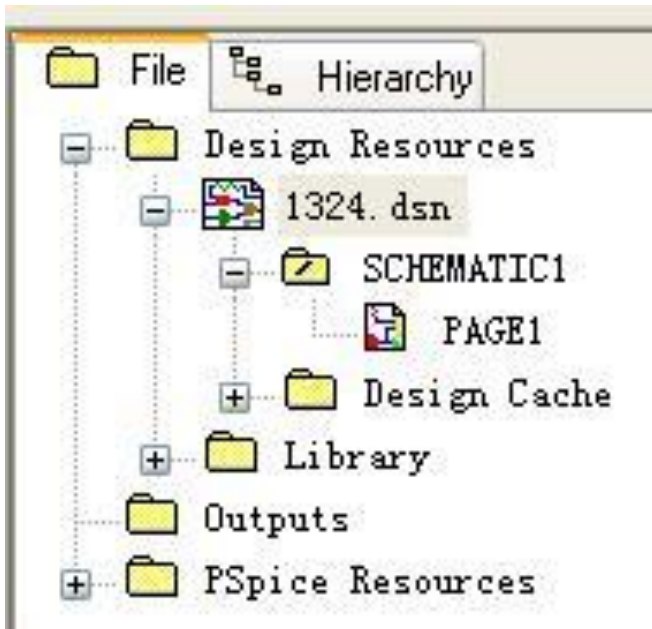 File Hierarchy
Design Resources
1324.dsn
SCHEMATIC1
PAGE1
Design Cache
Library
Outputs
PSpice Resources